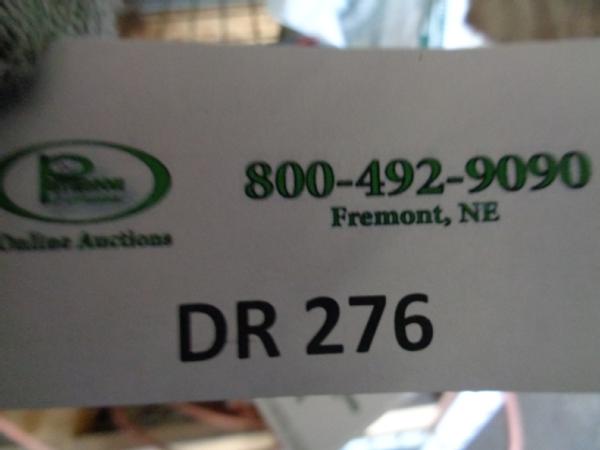 800-492-9090
Fremont, NE
Online Auctions
DR 276